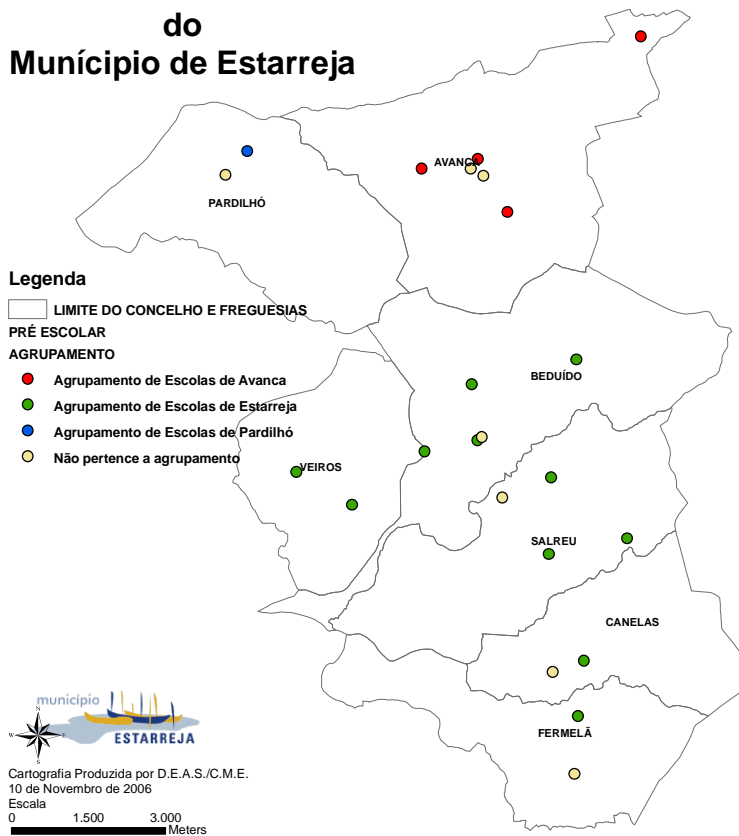 do
Munícipio de Estarreja
AVANCA
PARDILHÓ
Legenda
LIMITE DO CONCELHO E FREGUESIAS
PRÉ ESCOLAR
AGRUPAMENTO
Agrupamento de Escolas de Avanca
Agrupamento de Escolas de Estarreja
Agrupamento de Escolas de Pardilhó
Não pertence a agrupamento
BEDUÍDO
VEIROS
SALREU
CANELAS
FERMELÃ
município
ESTARREJA
N
W E
S
Cartografia Produzida por D.E.A.S./C.M.E.
10 de Novembro de 2006
Escala
0 1.500 3.000
Meters